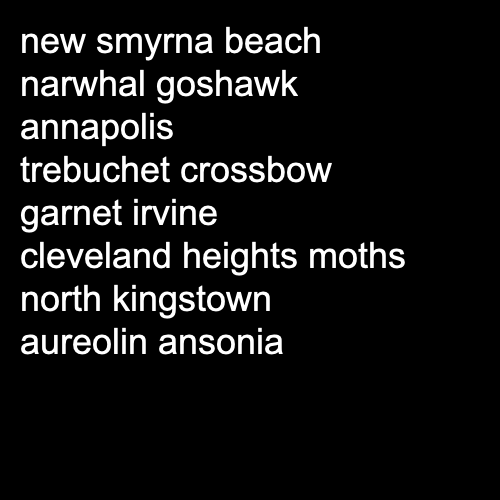 new smyrna beach
narwhal goshawk
annapolis
trebuchet crossbow
garnet irvine
cleveland heights moths
north kingstown
aureolin ansonia